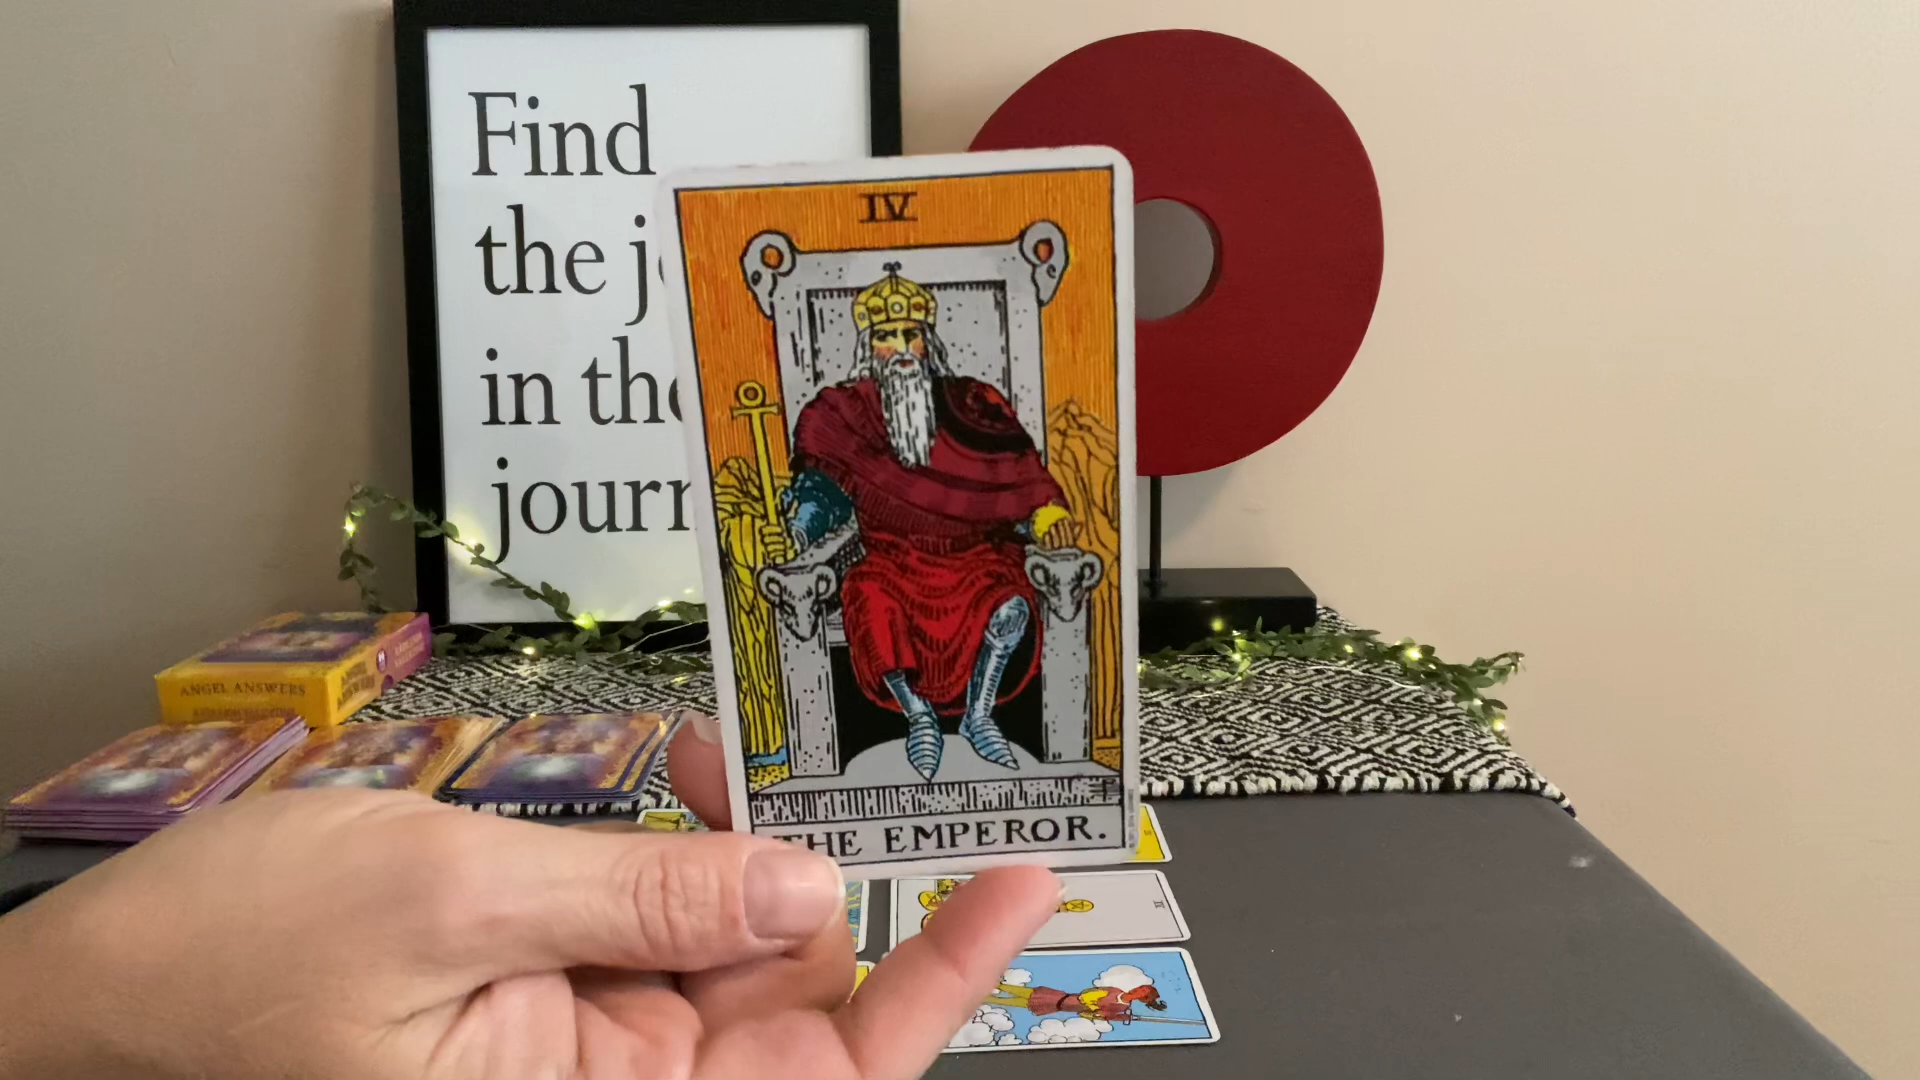 Find
the j
in the
journ
IV
THE EMPEROR.
ANGEL ANSWERS